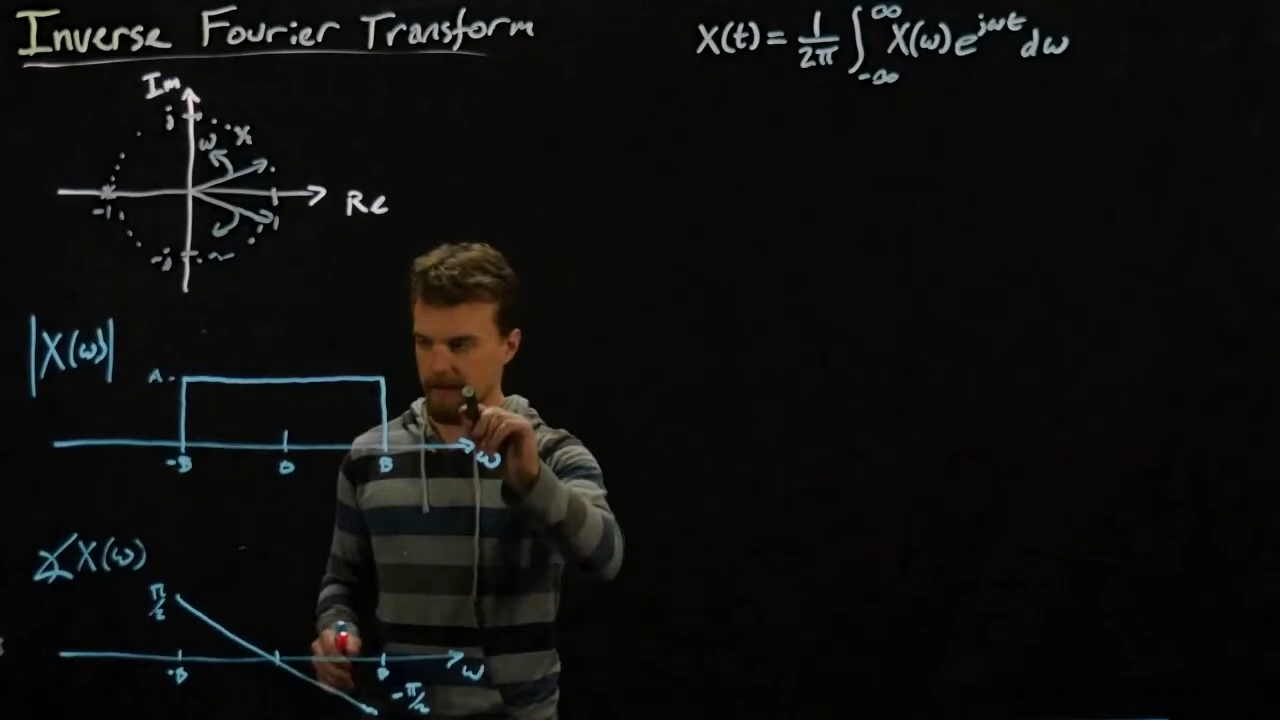 Inverse Fourier Transform
X(t) = 1/2π ∫_{-∞}^{∞} X(ω) e^{jωt} dω
Im
j
ω
-1
1
Re
-j
|X(ω)|
A
-B 0 B ω
∡X(ω)
π/2
-B B ω
-π/2